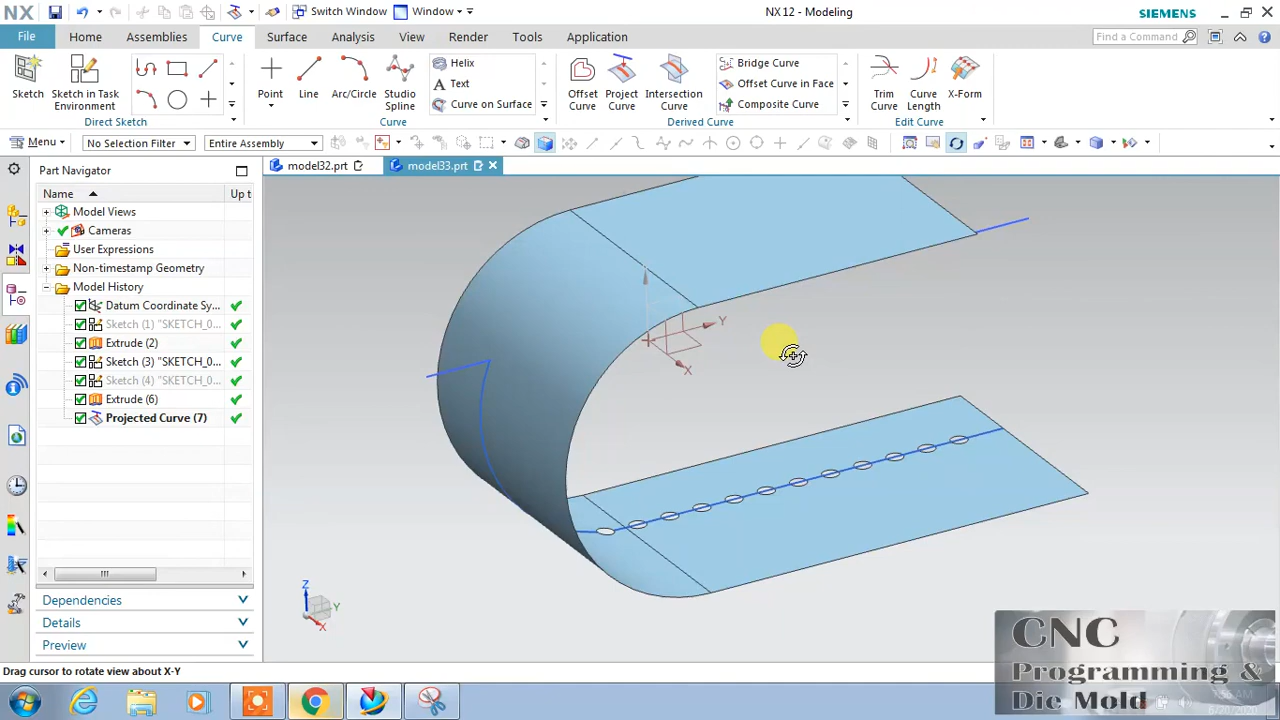 NX
Switch Window
Window
NX 12 - Modeling
SIEMENS
File
Home
Assemblies
Curve
Surface
Analysis
View
Render
Tools
Application
Find a Command
Sketch
Sketch in Task
Environment
Direct Sketch
Point
Line
Arc/Circle
Studio
Spline
Helix
Text
Curve on Surface
Curve
Offset
Curve
Project
Curve
Intersection
Curve
Bridge Curve
Offset Curve in Face
Composite Curve
Derived Curve
Trim
Curve
Curve
Length
X-Form
Edit Curve
Menu
No Selection Filter
Entire Assembly
Part Navigator
model32.prt
model33.prt
Name
Up t
Model Views
Cameras
User Expressions
Non-timestamp Geometry
Model History
Datum Coordinate Sy...
Sketch (1) "SKETCH_0...
Extrude (2)
Sketch (3) "SKETCH_0...
Sketch (4) "SKETCH_0...
Extrude (6)
Projected Curve (7)
Y
X
Z
Y
X
Dependencies
Details
Preview
Drag cursor to rotate view about X-Y
CNC
Programming &
Die Mold